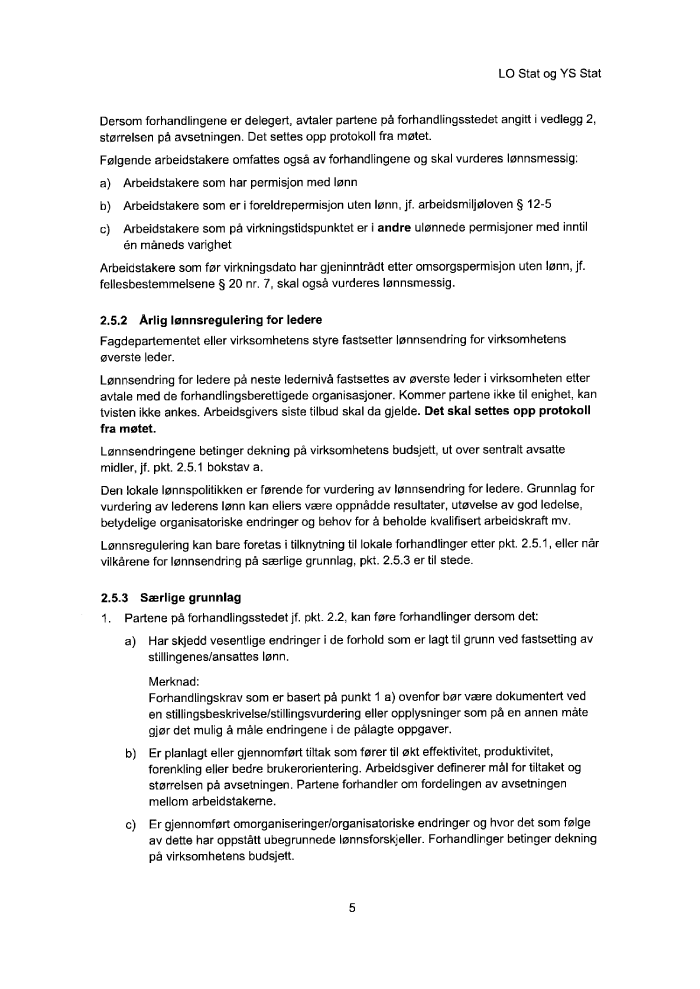 LO Stat og YS Stat
Dersom forhandlingene er delegert, avtaler partene på forhandlingsstedet angitt i vedlegg 2,
størrelsen på avsetningen. Det settes opp protokoll fra møtet.
Følgende arbeidstakere omfattes også av forhandlingene og skal vurderes lønnsmessig:
a) Arbeidstakere som har permisjon med lønn
b) Arbeidstakere som er i foreldrepermisjon uten lønn, jf. arbeidsmiljøloven § 12-5
c) Arbeidstakere som på virkningstidspunktet er i andre ulønnede permisjoner med inntil
én måneds varighet
Arbeidstakere som før virkningsdato har gjeninntrådt etter omsorgspermisjon uten lønn, jf.
fellesbestemmelsene § 20 nr. 7, skal også vurderes lønnsmessig.
2.5.2 Årlig lønnsregulering for ledere
Fagdepartementet eller virksomhetens styre fastsetter lønnsendring for virksomhetens
øverste leder.
Lønnsendring for ledere på neste ledernivå fastsettes av øverste leder i virksomheten etter
avtale med de forhandlingsberettigede organisasjoner. Kommer partene ikke til enighet, kan
tvisten ikke ankes. Arbeidsgivers siste tilbud skal da gjelde. Det skal settes opp protokoll
fra møtet.
Lønnsendringene betinger dekning på virksomhetens budsjett, ut over sentralt avsatte
midler, jf. pkt. 2.5.1 bokstav a.
Den lokale lønnspolitikken er førende for vurdering av lønnsendring for ledere. Grunnlag for
vurdering av lederens lønn kan ellers være oppnådde resultater, utøvelse av god ledelse,
betydelige organisatoriske endringer og behov for å beholde kvalifisert arbeidskraft mv.
Lønnsregulering kan bare foretas i tilknytning til lokale forhandlinger etter pkt. 2.5.1, eller når
vilkårene for lønnsendring på særlige grunnlag, pkt. 2.5.3 er til stede.
2.5.3 Særlige grunnlag
1. Partene på forhandlingsstedet jf. pkt. 2.2, kan føre forhandlinger dersom det:
a) Har skjedd vesentlige endringer i de forhold som er lagt til grunn ved fastsetting av
stillingenes/ansattes lønn.
Merknad:
Forhandlingskrav som er basert på punkt 1 a) ovenfor bør være dokumentert ved
en stillingsbeskrivelse/stillingsvurdering eller opplysninger som på en annen måte
gjør det mulig å måle endringene i de pålagte oppgaver.
b) Er planlagt eller gjennomført tiltak som fører til økt effektivitet, produktivitet,
forenkling eller bedre brukerorientering. Arbeidsgiver definerer mål for tiltaket og
størrelsen på avsetningen. Partene forhandler om fordelingen av avsetningen
mellom arbeidstakerne.
c) Er gjennomført omorganiseringer/organisatoriske endringer og hvor det som følge
av dette har oppstått ubegrunnede lønnsforskjeller. Forhandlinger betinger dekning
på virksomhetens budsjett.
5